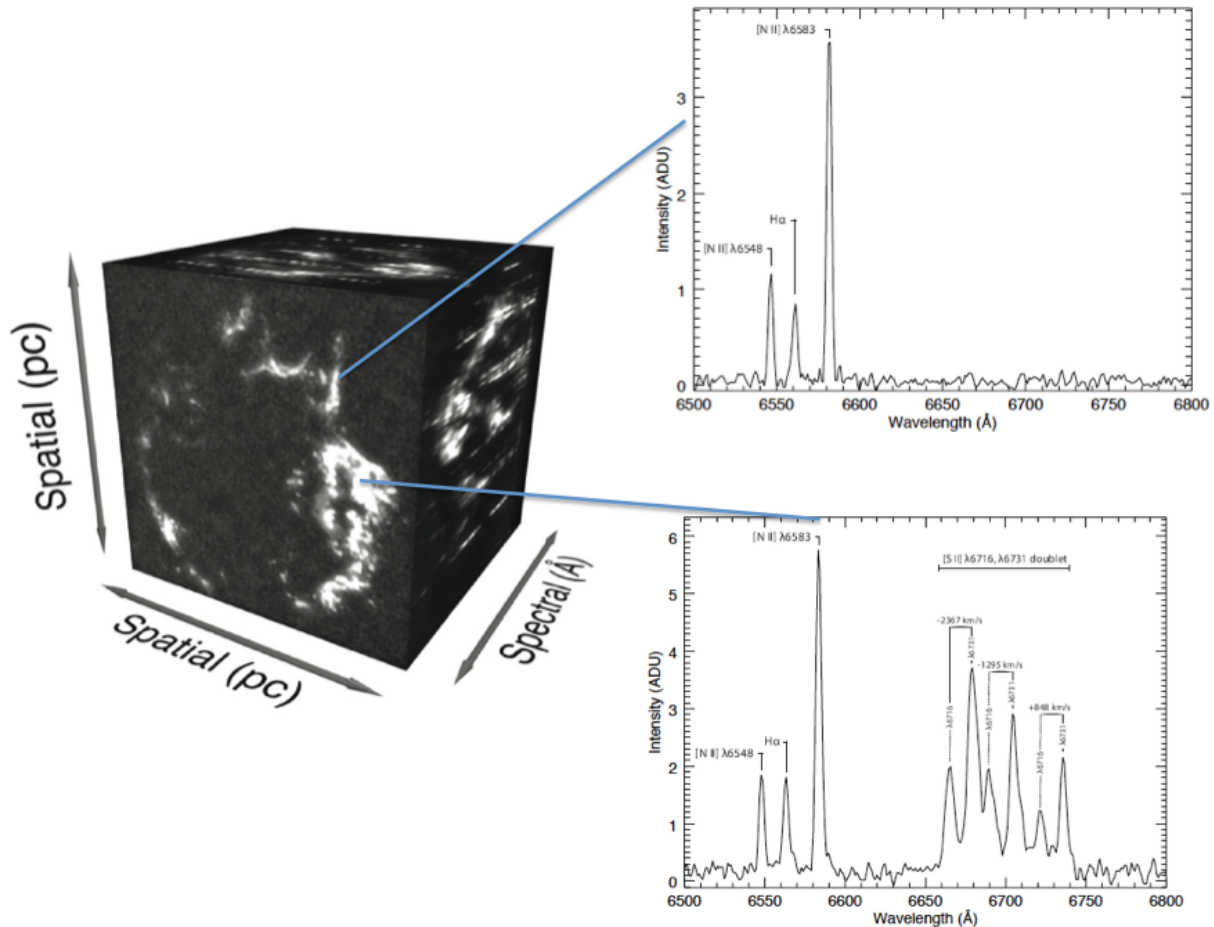 Spatial (pc)
Spatial (pc)
Spectral (Å)
[N II] λ6583
[N II] λ6548
Hα
Intensity (ADU)
3
2
1
0
6500 6550 6600 6650 6700 6750 6800
Wavelength (Å)
[N II] λ6583
[S II] λ6716, λ6731 doublet
[N II] λ6548
Hα
-2367 km/s
-1295 km/s
+848 km/s
λ6716
λ6731
λ6716
λ6731
λ6716
λ6731
Intensity (ADU)
6
5
4
3
2
1
0
6500 6550 6600 6650 6700 6750 6800
Wavelength (Å)